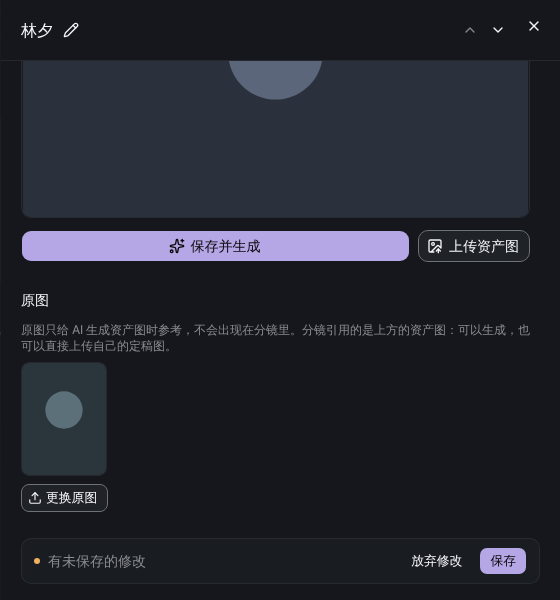 林夕
保存并生成
上传资产图
原图
原图只给 AI 生成资产图时参考，不会出现在分镜里。分镜引用的是上方的资产图：可以生成，也
可以直接上传自己的定稿图。
更换原图
有未保存的修改
放弃修改
保存